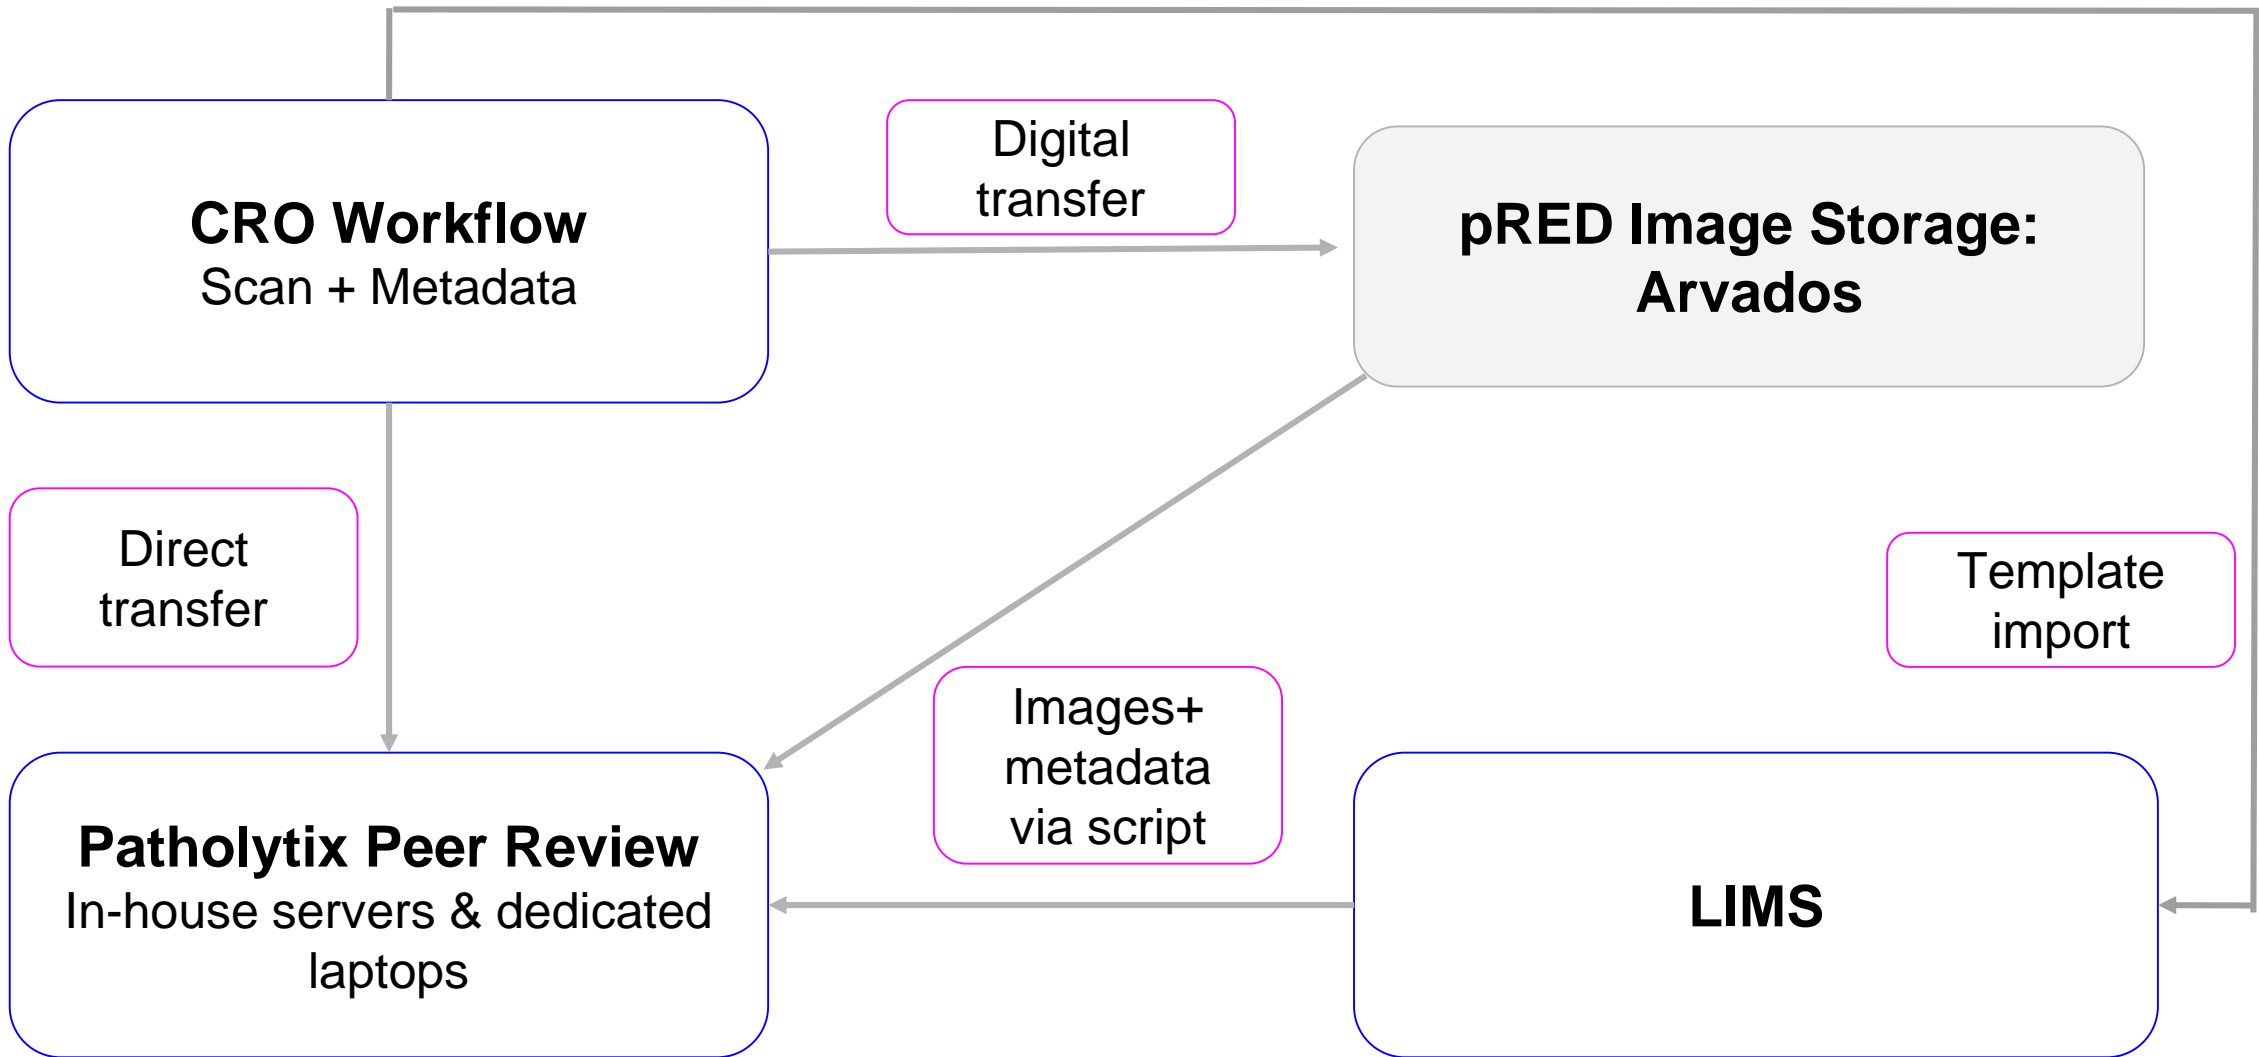 CRO Workflow
Scan + Metadata
Digital
transfer
pRED Image Storage:
Arvados
Direct
transfer
Template
import
Images+
metadata
via script
Patholytix Peer Review
In-house servers & dedicated
laptops
LIMS